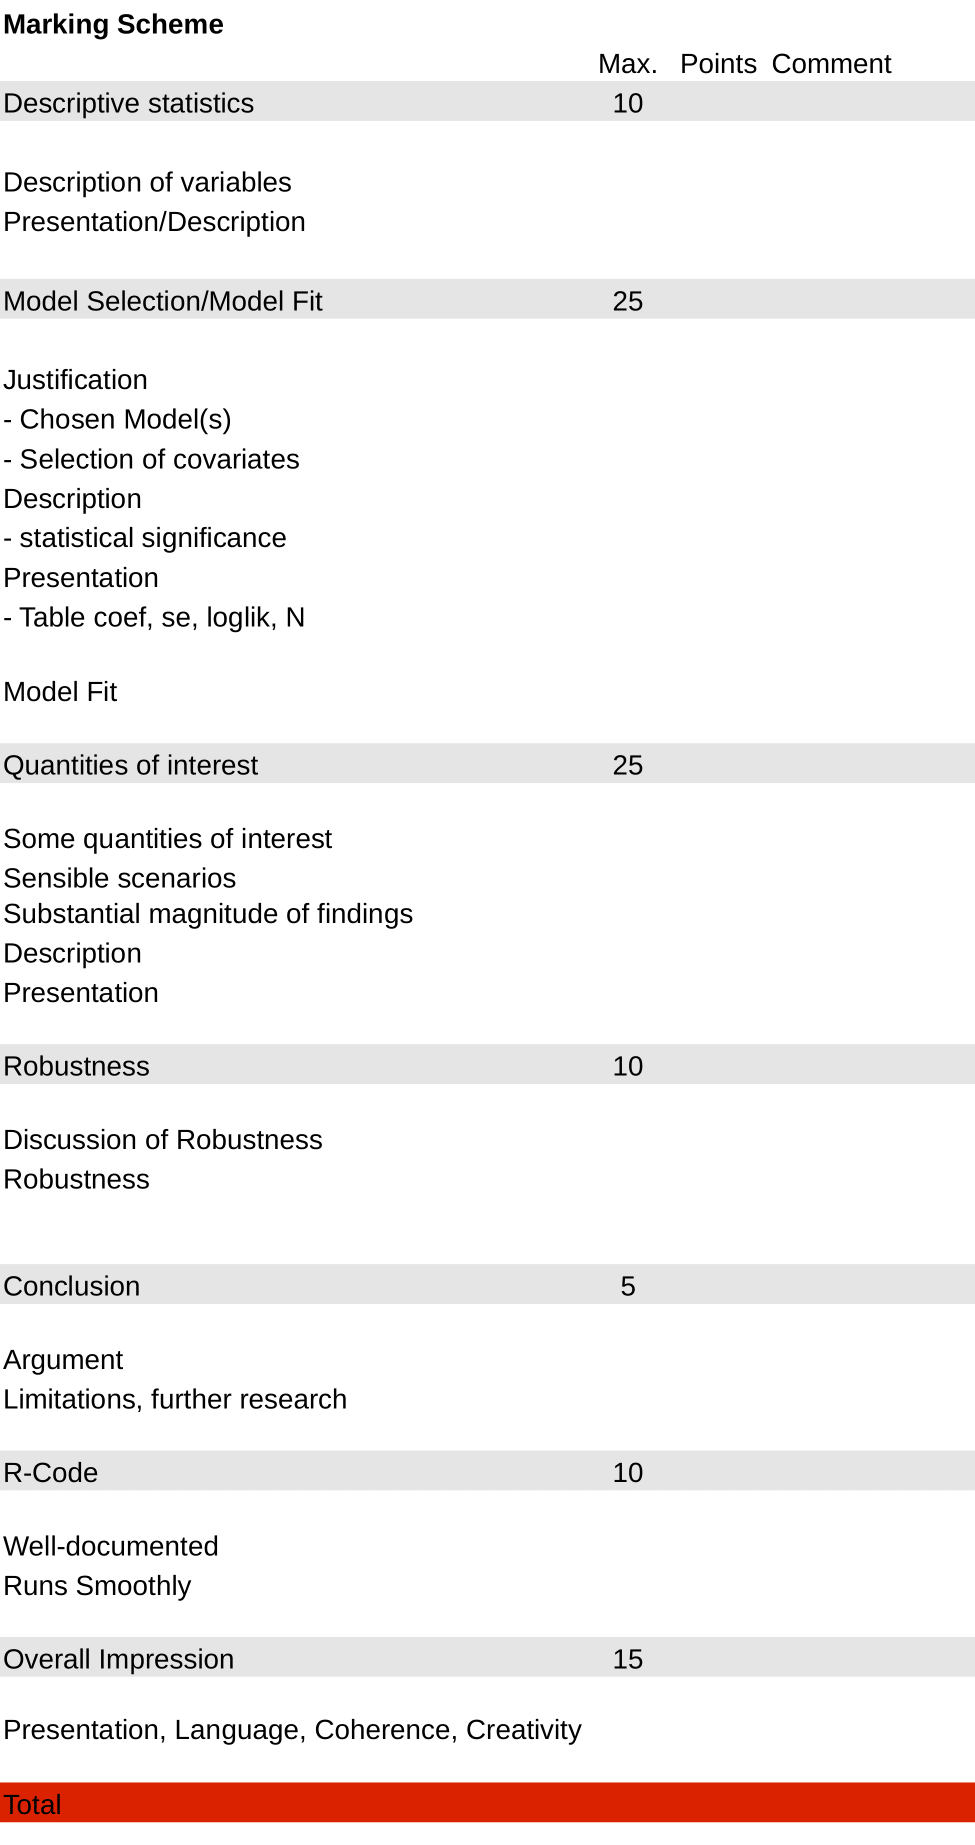 Marking Scheme
Max. Points Comment
Descriptive statistics 10
Description of variables
Presentation/Description
Model Selection/Model Fit 25
Justification
- Chosen Model(s)
- Selection of covariates
Description
- statistical significance
Presentation
- Table coef, se, loglik, N
Model Fit
Quantities of interest 25
Some quantities of interest
Sensible scenarios
Substantial magnitude of findings
Description
Presentation
Robustness 10
Discussion of Robustness
Robustness
Conclusion 5
Argument
Limitations, further research
R-Code 10
Well-documented
Runs Smoothly
Overall Impression 15
Presentation, Language, Coherence, Creativity
Total